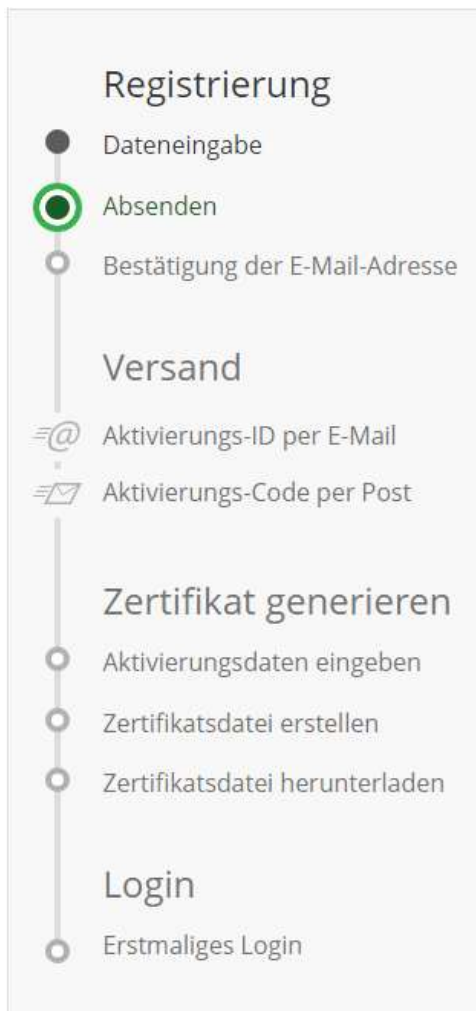 Registrierung
Dateneingabe
Absenden
Bestätigung der E-Mail-Adresse
Versand
Aktivierungs-ID per E-Mail
Aktivierungs-Code per Post
Zertifikat generieren
Aktivierungsdaten eingeben
Zertifikatsdatei erstellen
Zertifikatsdatei herunterladen
Login
Erstmaliges Login